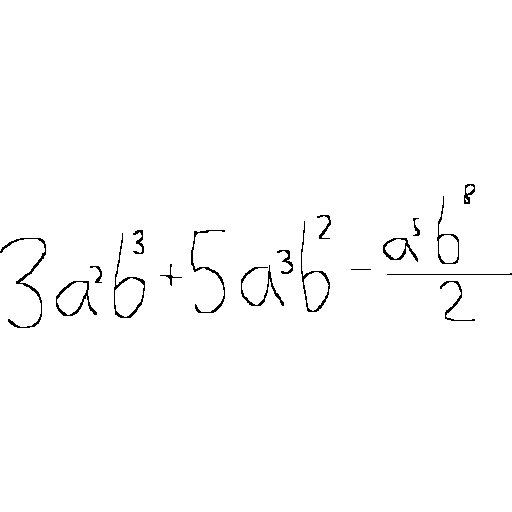 3a²b³ + 5a³b² - a⁵b⁸/2